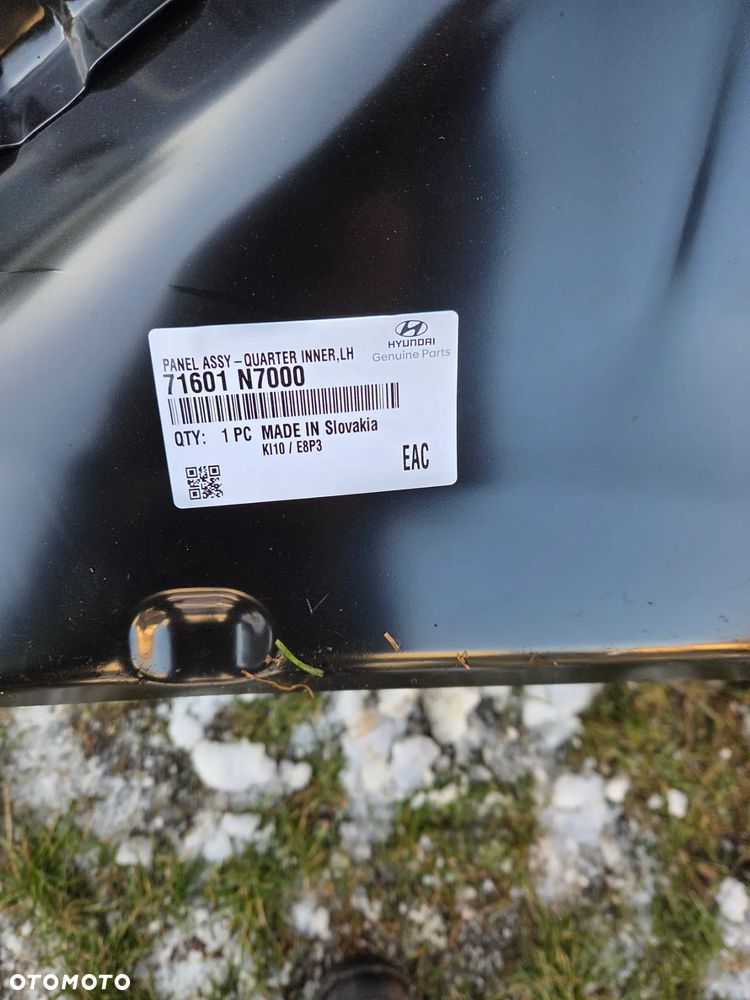 HYUNDAI
Genuine Parts
PANEL ASSY-QUARTER INNER,LH
71601 N7000
QTY: 1 PC MADE IN Slovakia
KI10 / E8P3
EAC
OTOMOTO